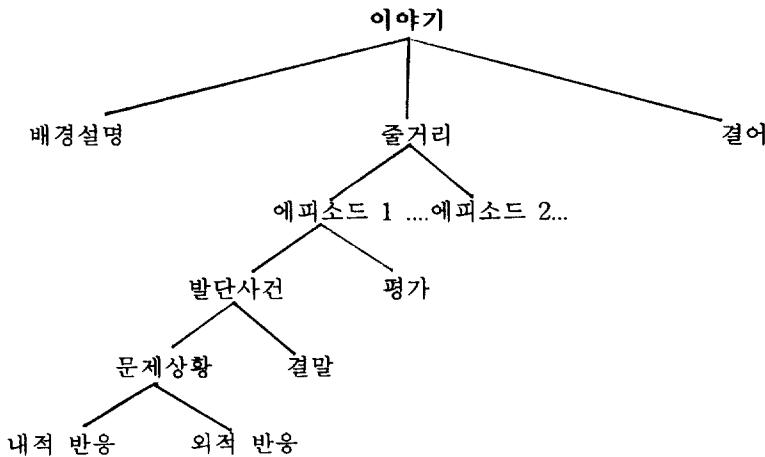 이야기
배경설명 줄거리 결어
에피소드 1 ....에피소드 2...
발단사건 평가
문제상황 결말
내적 반응 외적 반응